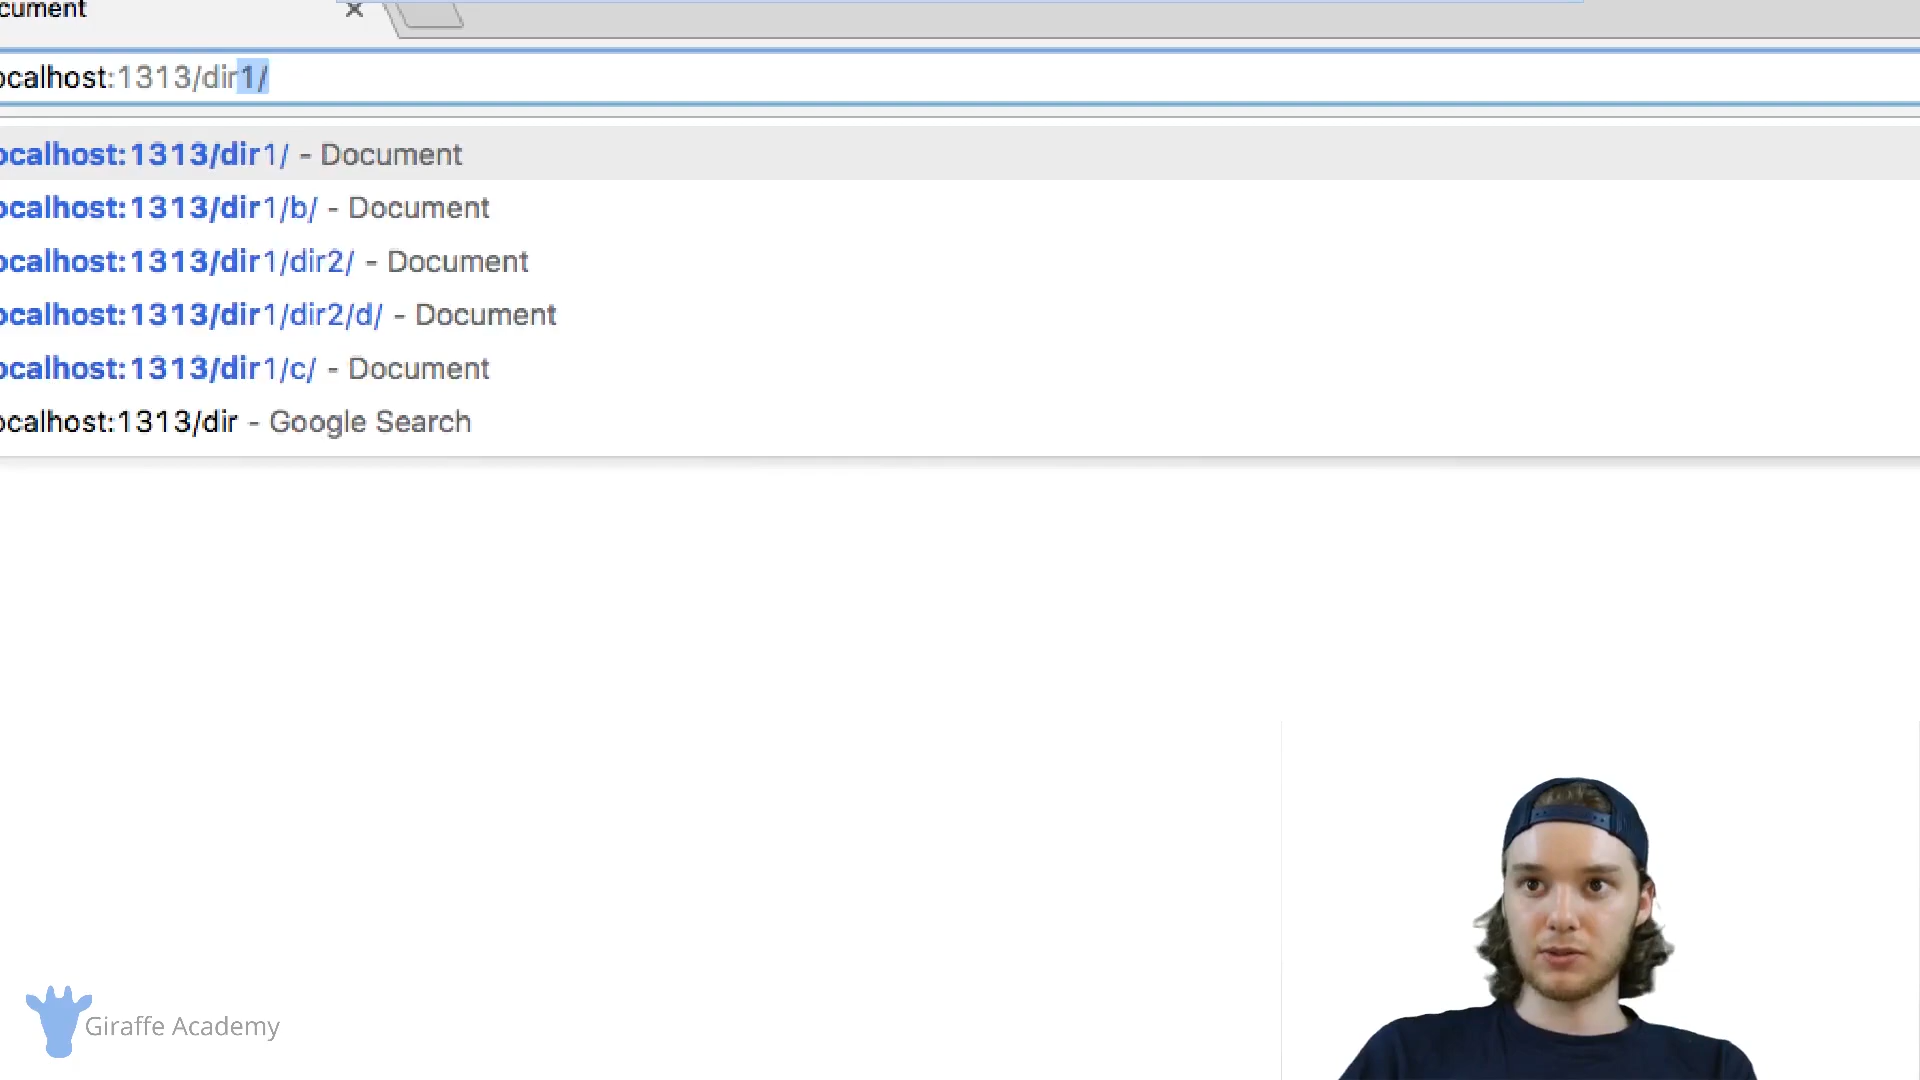 cument
ocalhost:1313/dir1/
ocalhost:1313/dir1/ - Document
ocalhost:1313/dir1/b/ - Document
ocalhost:1313/dir1/dir2/ - Document
ocalhost:1313/dir1/dir2/d/ - Document
ocalhost:1313/dir1/c/ - Document
ocalhost:1313/dir - Google Search
Giraffe Academy